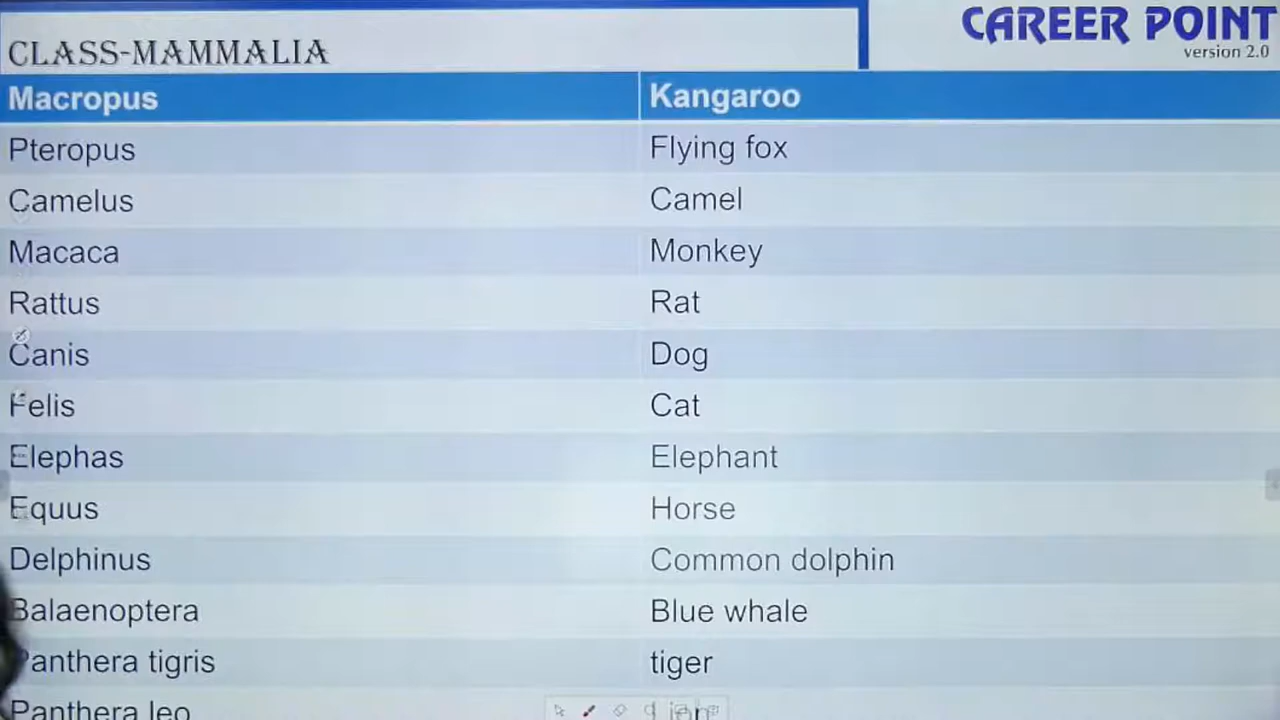 CAREER POINT
version 2.0
CLASS-MAMMALIA
Macropus Kangaroo
Pteropus Flying fox
Camelus Camel
Macaca Monkey
Rattus Rat
Canis Dog
Felis Cat
Elephas Elephant
Equus Horse
Delphinus Common dolphin
Balaenoptera Blue whale
Panthera tigris tiger
Panthera leo